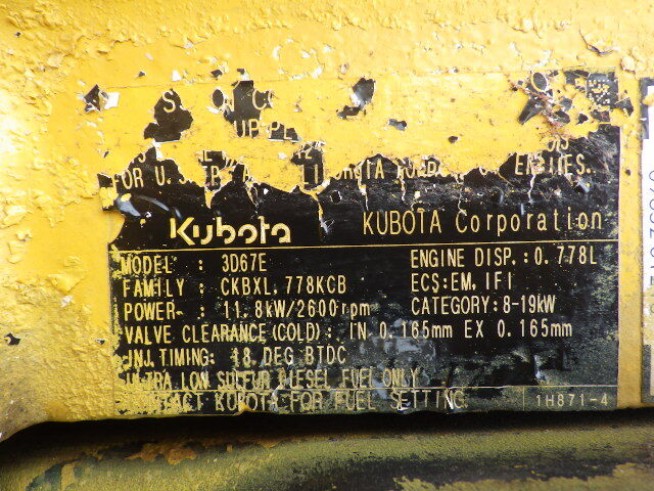 FOR U.
Kubota KUBOTA Corporation
MODEL : 3D67E ENGINE DISP.: 0.778L
FAMILY : CKBXL.778KCB ECS:EM, IFI
POWER : 11.8kW/2600rpm CATEGORY:8-19kW
VALVE CLEARANCE(COLD): IN 0.165mm EX 0.165mm
INJ.TIMING: 18.DEG BTDC
ULTRA LOW SULFUR DIESEL FUEL ONLY
CONTACT KUBOTA FOR FUEL SETTING. 1H871-4